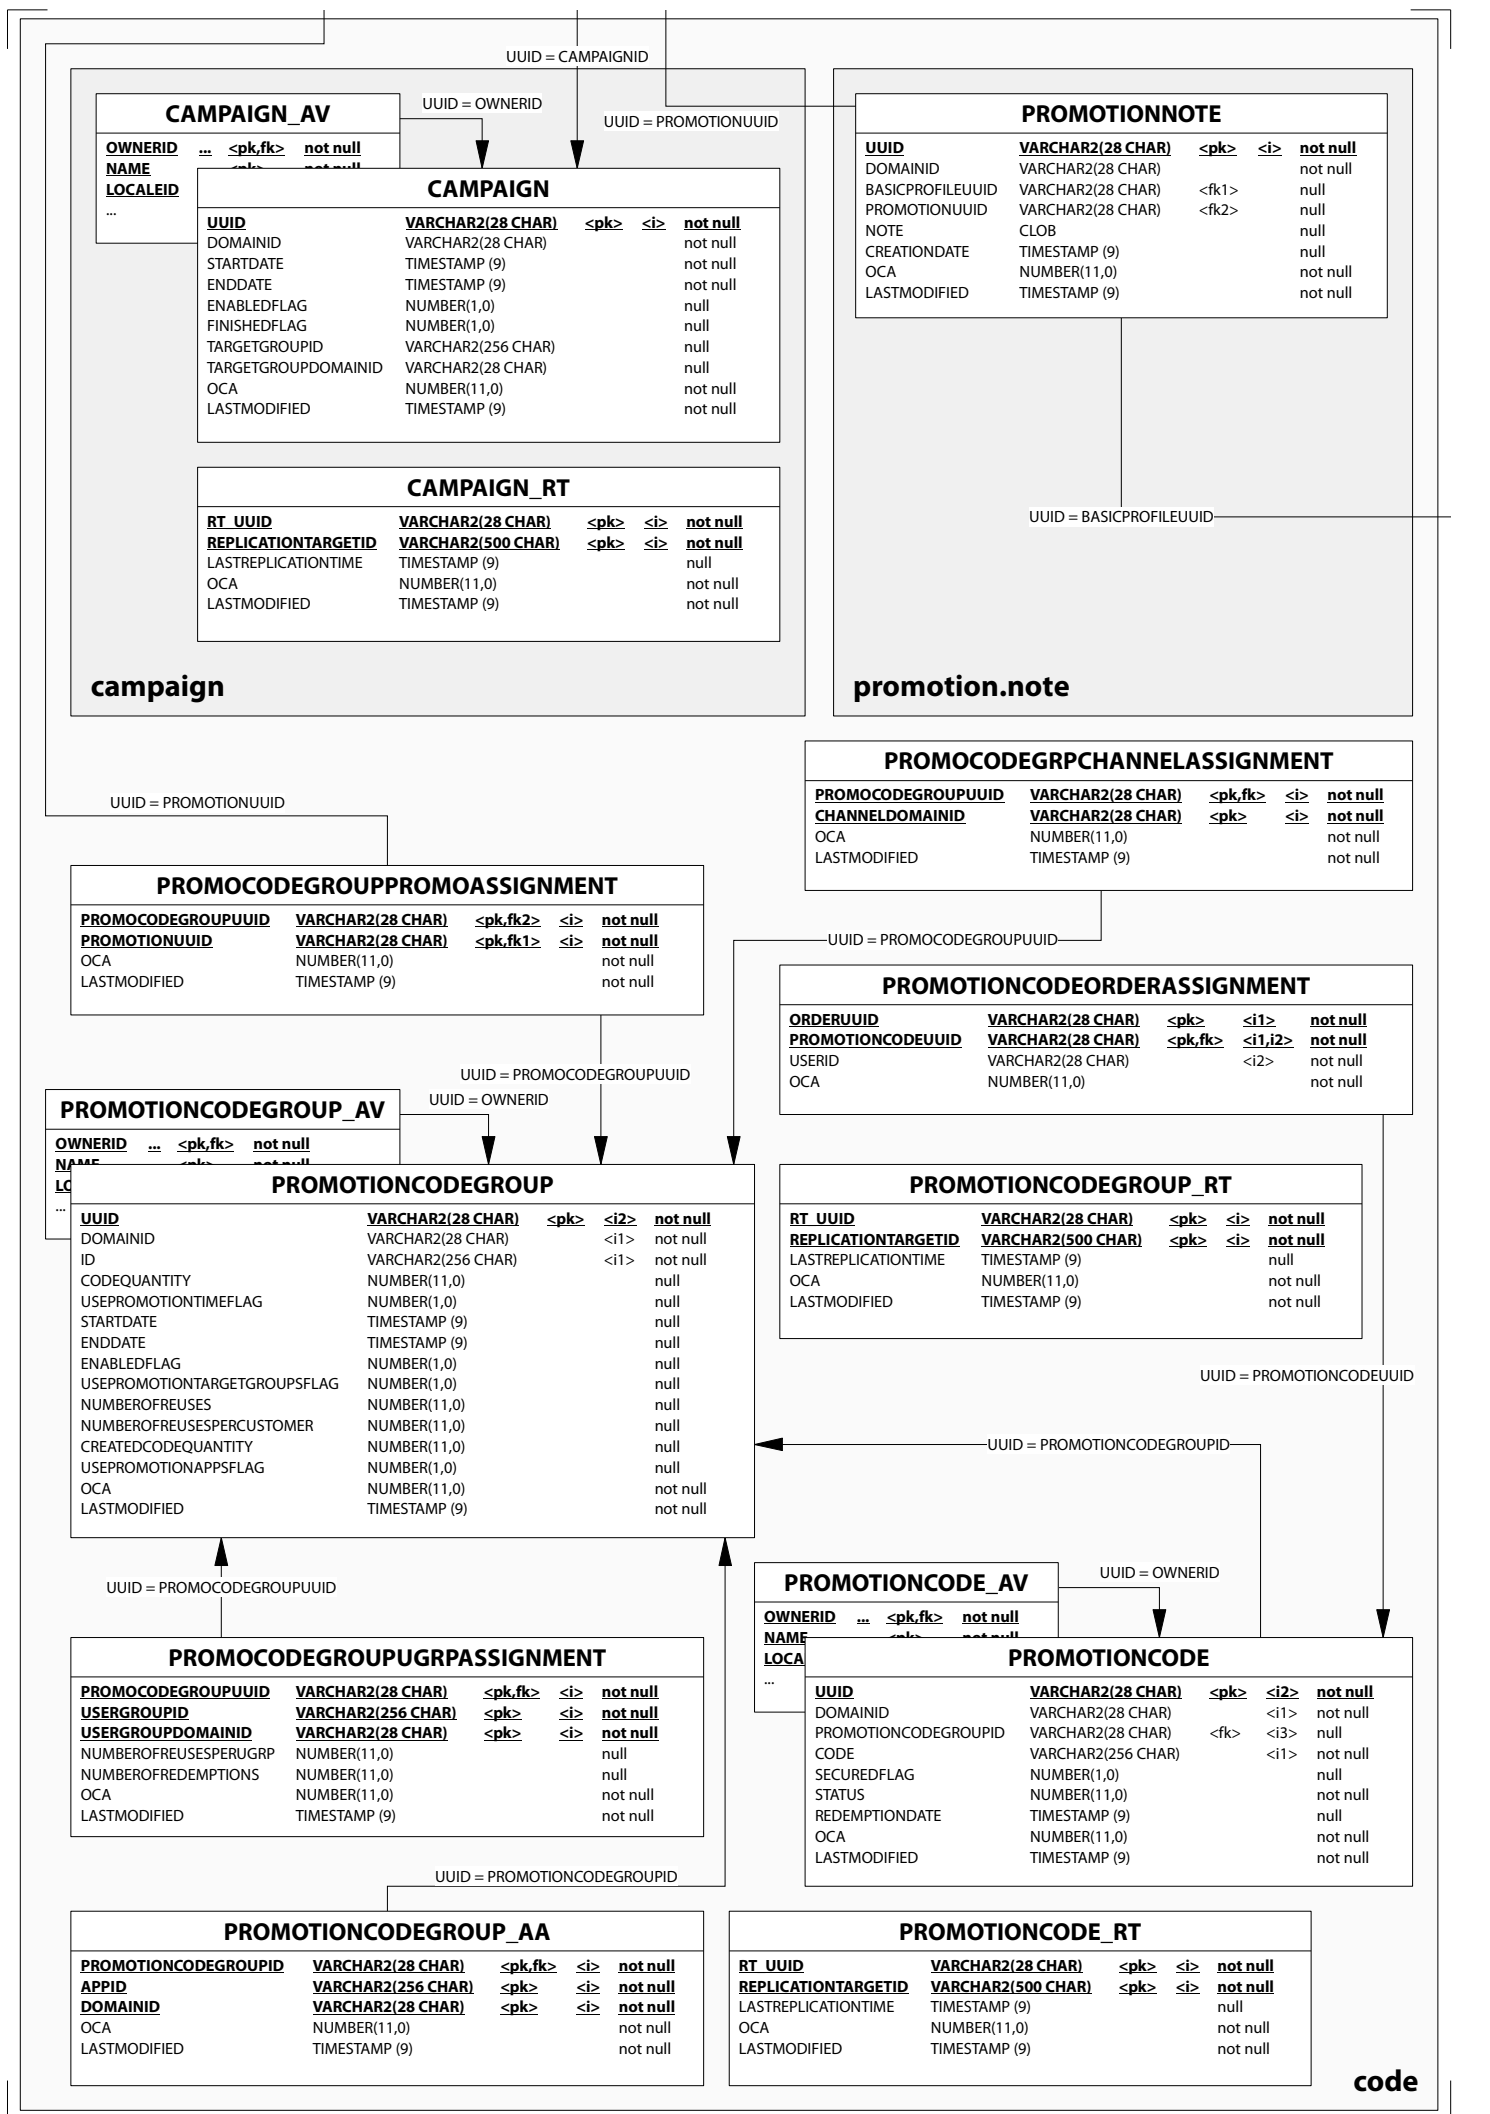 UUID = CAMPAIGNID
CAMPAIGN_AV
UUID = OWNERID
UUID = PROMOTIONUUID
OWNERID ... <pk,fk> not null
NAME
LOCALEID
...
CAMPAIGN
UUID VARCHAR2(28 CHAR) <pk> <i> not null
DOMAINID VARCHAR2(28 CHAR) not null
STARTDATE TIMESTAMP (9) not null
ENDDATE TIMESTAMP (9) not null
ENABLEDFLAG NUMBER(1,0) null
FINISHEDFLAG NUMBER(1,0) null
TARGETGROUPID VARCHAR2(256 CHAR) null
TARGETGROUPDOMAINID VARCHAR2(28 CHAR) null
OCA NUMBER(11,0) not null
LASTMODIFIED TIMESTAMP (9) not null
CAMPAIGN_RT
RT_UUID VARCHAR2(28 CHAR) <pk> <i> not null
REPLICATIONTARGETID VARCHAR2(500 CHAR) <pk> <i> not null
LASTREPLICATIONTIME TIMESTAMP (9) null
OCA NUMBER(11,0) not null
LASTMODIFIED TIMESTAMP (9) not null
campaign
PROMOTIONNOTE
UUID VARCHAR2(28 CHAR) <pk> <i> not null
DOMAINID VARCHAR2(28 CHAR) not null
BASICPROFILEUUID VARCHAR2(28 CHAR) <fk1> null
PROMOTIONUUID VARCHAR2(28 CHAR) <fk2> null
NOTE CLOB null
CREATIONDATE TIMESTAMP (9) null
OCA NUMBER(11,0) not null
LASTMODIFIED TIMESTAMP (9) not null
UUID = BASICPROFILEUUID
promotion.note
PROMOCODEGRPCHANNELASSIGNMENT
PROMOCODEGROUPUUID VARCHAR2(28 CHAR) <pk,fk> <i> not null
CHANNELDOMAINID VARCHAR2(28 CHAR) <pk> <i> not null
OCA NUMBER(11,0) not null
LASTMODIFIED TIMESTAMP (9) not null
UUID = PROMOTIONUUID
PROMOCODEGROUPPROMOASSIGNMENT
PROMOCODEGROUPUUID VARCHAR2(28 CHAR) <pk,fk2> <i> not null
PROMOTIONUUID VARCHAR2(28 CHAR) <pk,fk1> <i> not null
OCA NUMBER(11,0) not null
LASTMODIFIED TIMESTAMP (9) not null
UUID = PROMOCODEGROUPUUID
PROMOTIONCODEORDERASSIGNMENT
ORDERUUID VARCHAR2(28 CHAR) <pk> <i1> not null
PROMOTIONCODEUUID VARCHAR2(28 CHAR) <pk,fk> <i1,i2> not null
USERID VARCHAR2(28 CHAR) <i2> not null
OCA NUMBER(11,0) not null
UUID = PROMOCODEGROUPUUID
UUID = OWNERID
PROMOTIONCODEGROUP_AV
OWNERID ... <pk,fk> not null
...
PROMOTIONCODEGROUP
UUID VARCHAR2(28 CHAR) <pk> <i2> not null
DOMAINID VARCHAR2(28 CHAR) <i1> not null
ID VARCHAR2(256 CHAR) <i1> not null
CODEQUANTITY NUMBER(11,0) null
USEPROMOTIONTIMEFLAG NUMBER(1,0) null
STARTDATE TIMESTAMP (9) null
ENDDATE TIMESTAMP (9) null
ENABLEDFLAG NUMBER(1,0) null
USEPROMOTIONTARGETGROUPSFLAG NUMBER(1,0) null
NUMBEROFREUSES NUMBER(11,0) null
NUMBEROFREUSESPERCUSTOMER NUMBER(11,0) null
CREATEDCODEQUANTITY NUMBER(11,0) null
USEPROMOTIONAPPSFLAG NUMBER(1,0) null
OCA NUMBER(11,0) not null
LASTMODIFIED TIMESTAMP (9) not null
PROMOTIONCODEGROUP_RT
RT_UUID VARCHAR2(28 CHAR) <pk> <i> not null
REPLICATIONTARGETID VARCHAR2(500 CHAR) <pk> <i> not null
LASTREPLICATIONTIME TIMESTAMP (9) null
OCA NUMBER(11,0) not null
LASTMODIFIED TIMESTAMP (9) not null
UUID = PROMOTIONCODEUUID
UUID = PROMOTIONCODEGROUPID
UUID = PROMOCODEGROUPUUID
PROMOTIONCODE_AV
UUID = OWNERID
OWNERID ... <pk,fk> not null
NAME
LOCA
...
PROMOTIONCODE
UUID VARCHAR2(28 CHAR) <pk> <i2> not null
DOMAINID VARCHAR2(28 CHAR) <i1> not null
PROMOTIONCODEGROUPID VARCHAR2(28 CHAR) <fk> <i3> null
CODE VARCHAR2(256 CHAR) <i1> not null
SECUREDFLAG NUMBER(1,0) null
STATUS NUMBER(11,0) not null
REDEMPTIONDATE TIMESTAMP (9) null
OCA NUMBER(11,0) not null
LASTMODIFIED TIMESTAMP (9) not null
PROMOCODEGROUPUGRPASSIGNMENT
PROMOCODEGROUPUUID VARCHAR2(28 CHAR) <pk,fk> <i> not null
USERGROUPID VARCHAR2(256 CHAR) <pk> <i> not null
USERGROUPDOMAINID VARCHAR2(28 CHAR) <pk> <i> not null
NUMBEROFREUSESPERUGRP NUMBER(11,0) null
NUMBEROFREDEMPTIONS NUMBER(11,0) null
OCA NUMBER(11,0) not null
LASTMODIFIED TIMESTAMP (9) not null
UUID = PROMOTIONCODEGROUPID
PROMOTIONCODEGROUP_AA
PROMOTIONCODEGROUPID VARCHAR2(28 CHAR) <pk,fk> <i> not null
APPID VARCHAR2(256 CHAR) <pk> <i> not null
DOMAINID VARCHAR2(28 CHAR) <pk> <i> not null
OCA NUMBER(11,0) not null
LASTMODIFIED TIMESTAMP (9) not null
PROMOTIONCODE_RT
RT_UUID VARCHAR2(28 CHAR) <pk> <i> not null
REPLICATIONTARGETID VARCHAR2(500 CHAR) <pk> <i> not null
LASTREPLICATIONTIME TIMESTAMP (9) null
OCA NUMBER(11,0) not null
LASTMODIFIED TIMESTAMP (9) not null
code